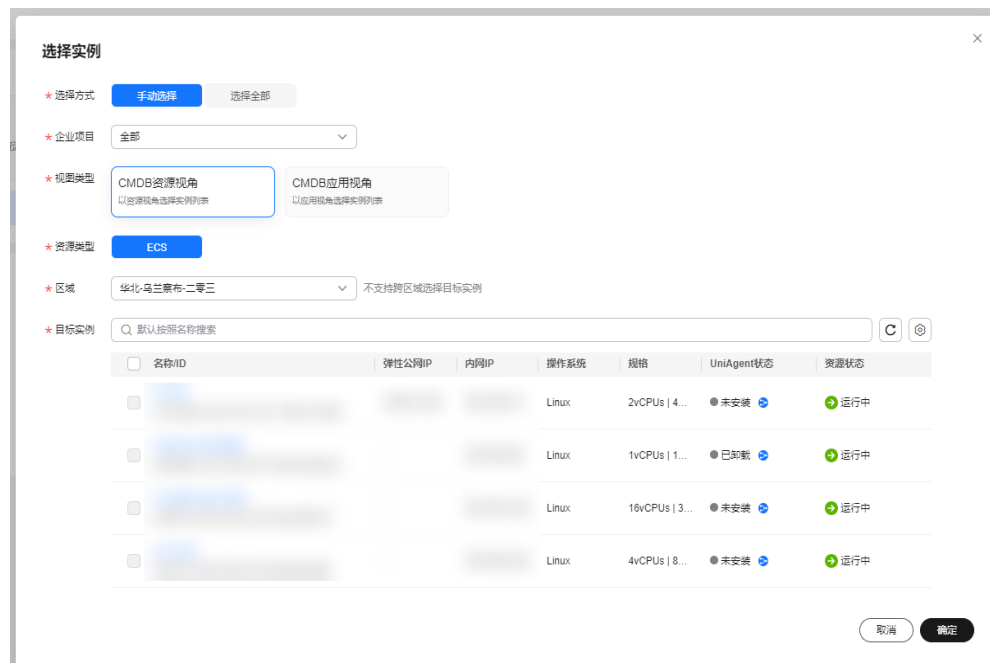 选择实例
选择方式 手动选择 选择全部
企业项目 全部
视图类型 CMDB资源视角 CMDB应用视角
以资源视角选择实例列表 以应用视角选择实例列表
资源类型 ECS
区域 华北-乌兰察布-二零三 不支持跨区域选择目标实例
目标实例 默认按照名称搜索
名称/ID 弹性公网IP 内网IP 操作系统 规格 UniAgent状态 资源状态
Linux 2vCPUs | 4... 未安装 运行中
Linux 1vCPUs | 1... 已卸载 运行中
Linux 16vCPUs | 3... 未安装 运行中
Linux 4vCPUs | 8... 未安装 运行中
取消 确定